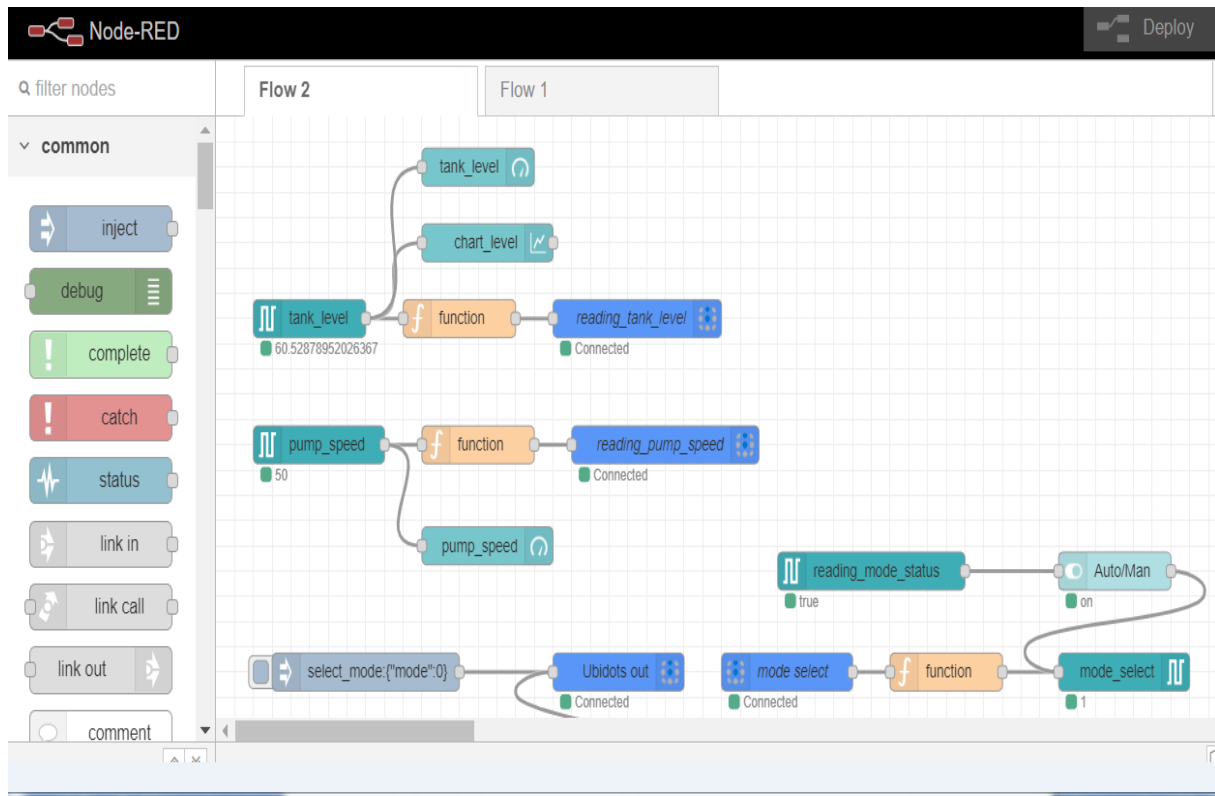 Node-RED
Deploy
filter nodes
Flow 2
Flow 1
common
inject
debug
complete
catch
status
link in
link call
link out
comment
tank_level
chart_level
tank_level
function
reading_tank_level
60.52878952026367
Connected
pump_speed
function
reading_pump_speed
50
Connected
pump_speed
reading_mode_status
Auto/Man
true
on
select_mode:{"mode":0}
Ubidots out
mode select
function
mode_select
Connected
Connected
1